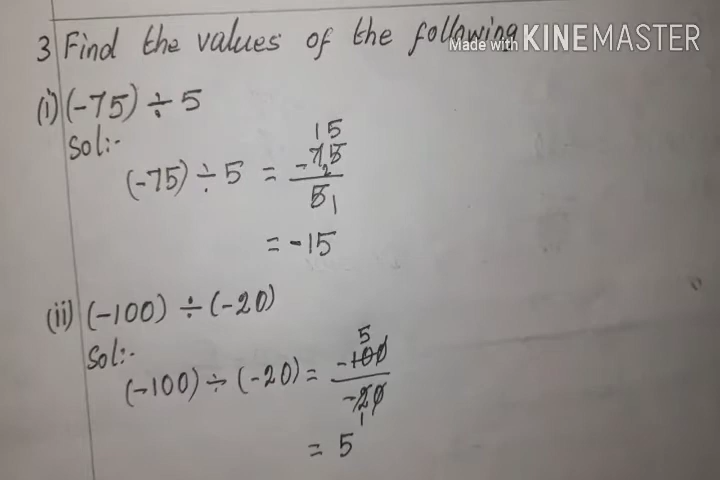 3 Find the values of the following
Made with KINEMASTER
(i) (-75) ÷ 5
Sol:-
15
(-75) ÷ 5 = -75/5
2
1
= -15
(ii) (-100) ÷ (-20)
Sol:-
5
(-100) ÷ (-20) = -100/-20
1
= 5